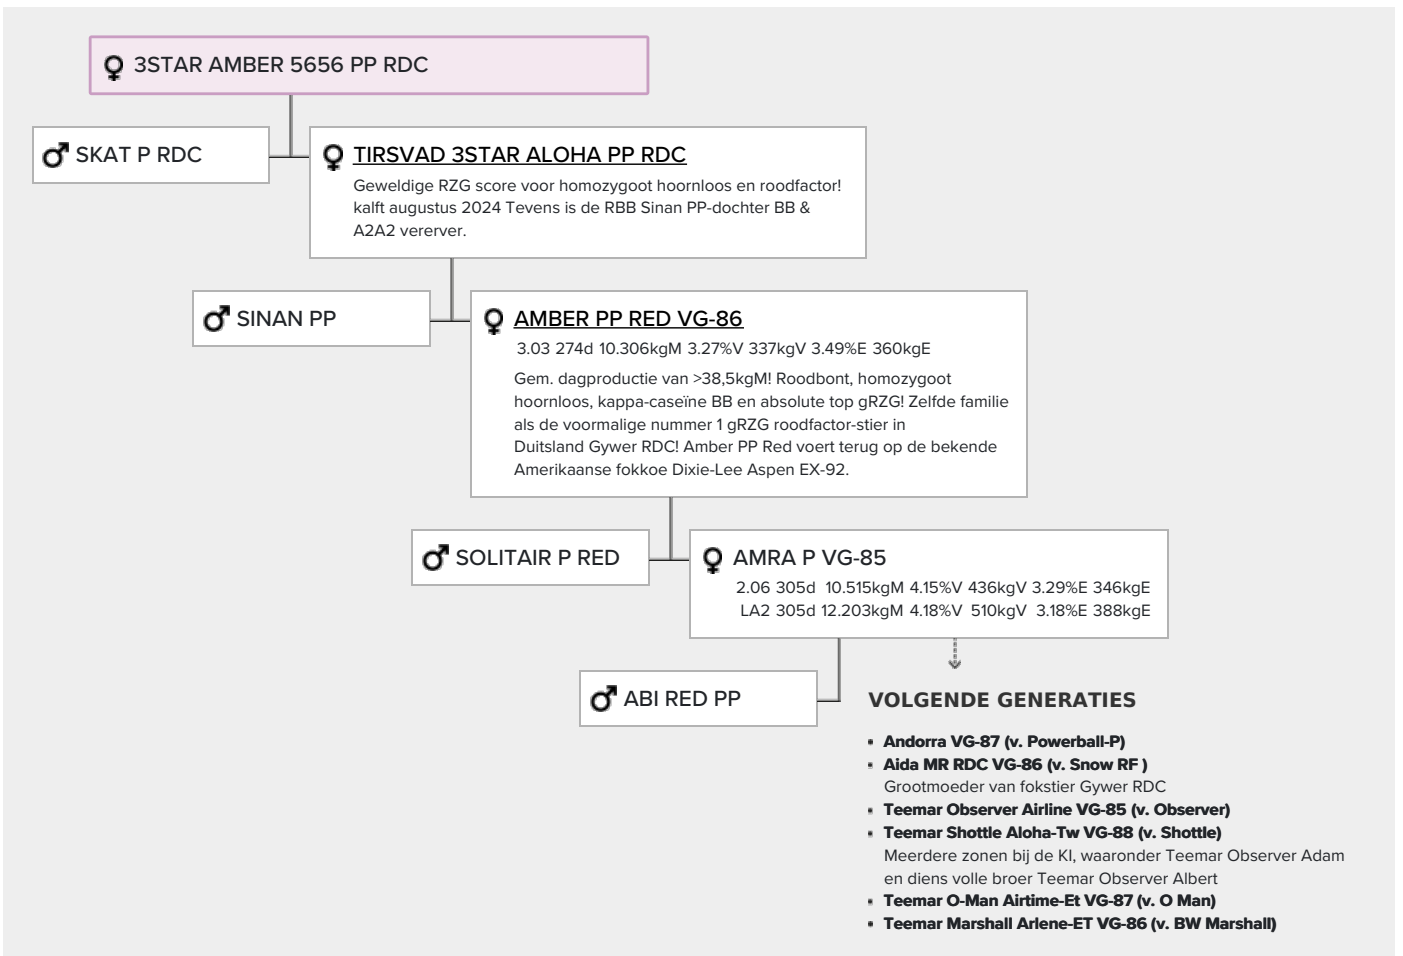 3STAR AMBER 5656 PP RDC
SKAT P RDC
TIRSVAD 3STAR ALOHA PP RDC
Geweldige RZG score voor homozygoot hoornloos en roodfactor!
kalft augustus 2024 Tevens is de RBB Sinan PP-dochter BB &
A2A2 vererver.
SINAN PP
AMBER PP RED VG-86
3.03 274d 10.306kgM 3.27%V 337kgV 3.49%E 360kgE
Gem. dagproductie van >38,5kgM! Roodbont, homozygoot
hoornloos, kappa-caseïne BB en absolute top gRZG! Zelfde familie
als de voormalige nummer 1 gRZG roodfactor-stier in
Duitsland Gywer RDC! Amber PP Red voert terug op de bekende
Amerikaanse fokkoe Dixie-Lee Aspen EX-92.
SOLITAIR P RED
AMRA P VG-85
2.06 305d 10.515kgM 4.15%V 436kgV 3.29%E 346kgE
LA2 305d 12.203kgM 4.18%V 510kgV 3.18%E 388kgE
ABI RED PP
VOLGENDE GENERATIES
• Andorra VG-87 (v. Powerball-P)
• Aida MR RDC VG-86 (v. Snow RF )
Grootmoeder van fokstier Gywer RDC
• Teemar Observer Airline VG-85 (v. Observer)
• Teemar Shottle Aloha-Tw VG-88 (v. Shottle)
Meerdere zonen bij de KI, waaronder Teemar Observer Adam
en diens volle broer Teemar Observer Albert
• Teemar O-Man Airtime-Et VG-87 (v. O Man)
• Teemar Marshall Arlene-ET VG-86 (v. BW Marshall)